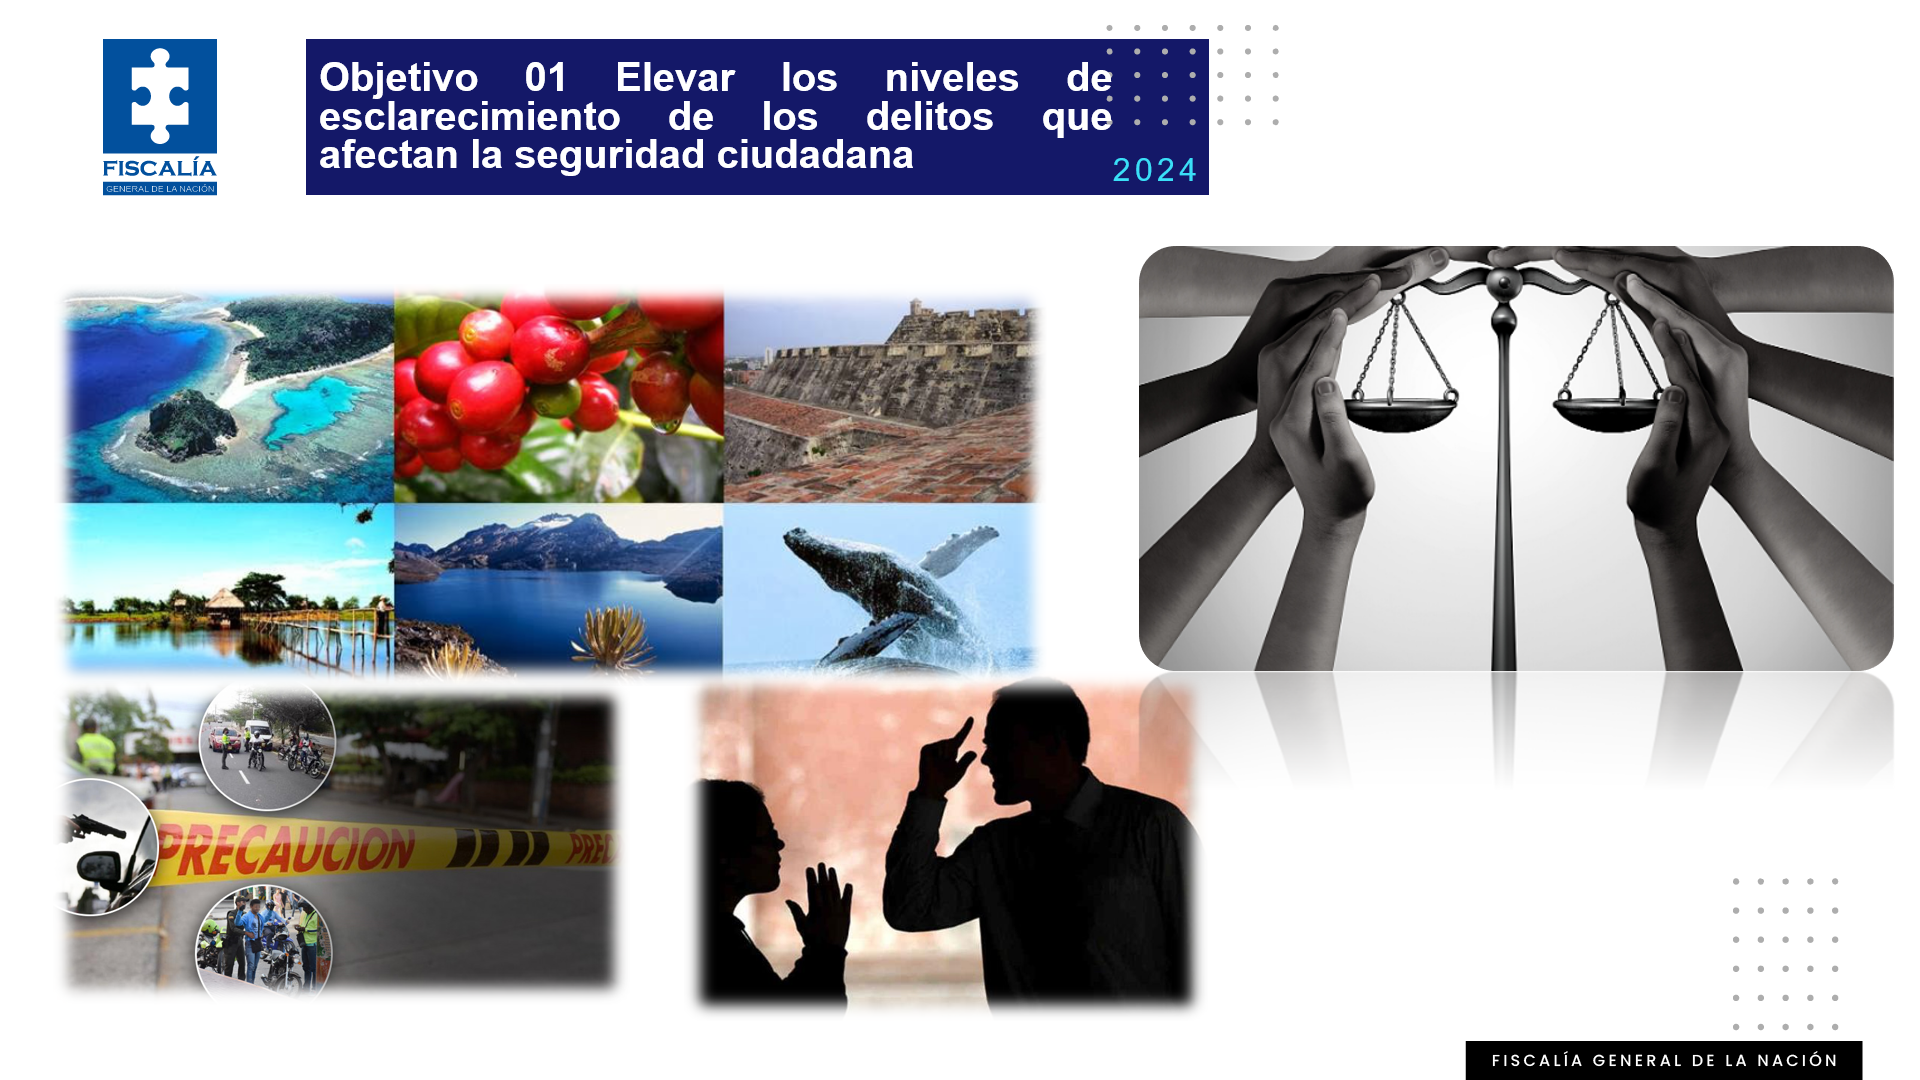 FISCALÍA
GENERAL DE LA NACIÓN
Objetivo 01 Elevar los niveles de
esclarecimiento de los delitos que
afectan la seguridad ciudadana
2024
PRECAUCION
PREC
FISCALÍA GENERAL DE LA NACIÓN